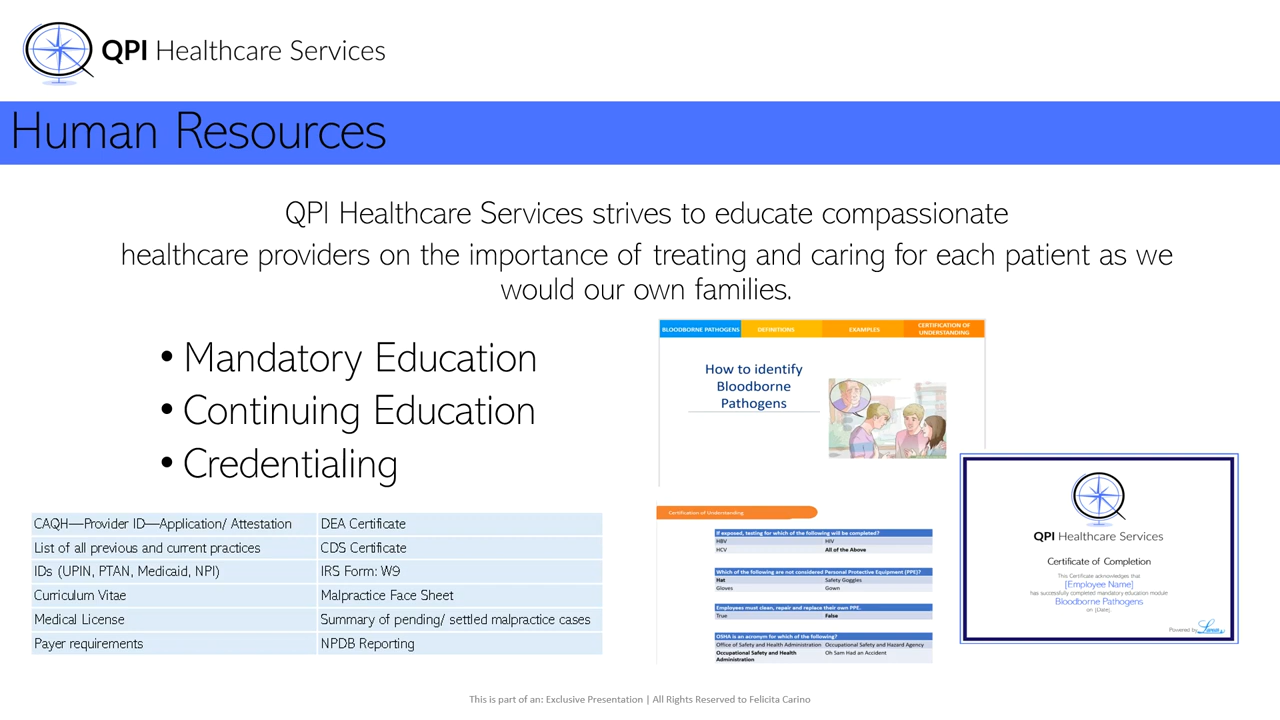 QPI Healthcare Services
Human Resources
QPI Healthcare Services strives to educate compassionate
healthcare providers on the importance of treating and caring for each patient as we
would our own families.
• Mandatory Education
• Continuing Education
• Credentialing
CAQH—Provider ID—Application/ Attestation DEA Certificate
List of all previous and current practices CDS Certificate
IDs (UPIN, PTAN, Medicaid, NPI) IRS Form: W9
Curriculum Vitae Malpractice Face Sheet
Medical License Summary of pending/ settled malpractice cases
Payer requirements NPDB Reporting
BLOODBORNE PATHOGENS DEFINITIONS EXAMPLES CERTIFICATION OF
UNDERSTANDING
How to identify
Bloodborne
Pathogens
Certification of Understanding
If exposed, testing for which of the following will be completed?
HBV HIV
HCV All of the Above
Which of the following are not considered Personal Protective Equipment (PPE)?
Hat Safety Goggles
Gloves Gown
Employees must clean, repair and replace their own PPE.
True False
OSHA is an acronym for which of the following?
Office of Safety and Health Administration Occupational Safety and Hazard Agency
Occupational Safety and Health Oh Sam Had an Accident
Administration
QPI Healthcare Services
Certificate of Completion
This Certificate acknowledges that
[Employee Name]
has successfully completed mandatory education module
Bloodborne Pathogens
on [Date]
Powered by
This is part of an: Exclusive Presentation | All Rights Reserved to Felicita Carino